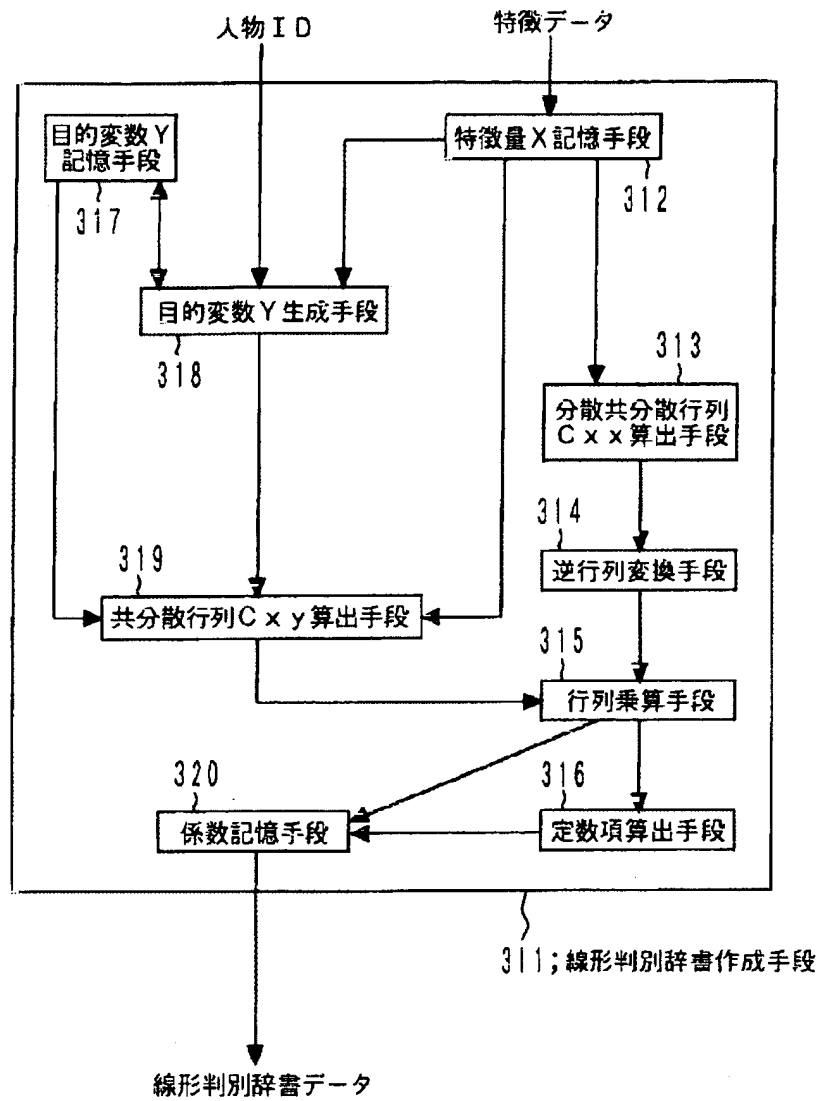 人物ID
特徴データ
目的変数Y
記憶手段
317
特徴量X記憶手段
312
目的変数Y生成手段
318
313
分散共分散行列
Cxx算出手段
314
逆行列変換手段
319
共分散行列Cxy算出手段
315
行列乗算手段
320
係数記憶手段
316
定数項算出手段
311;線形判別辞書作成手段
線形判別辞書データ